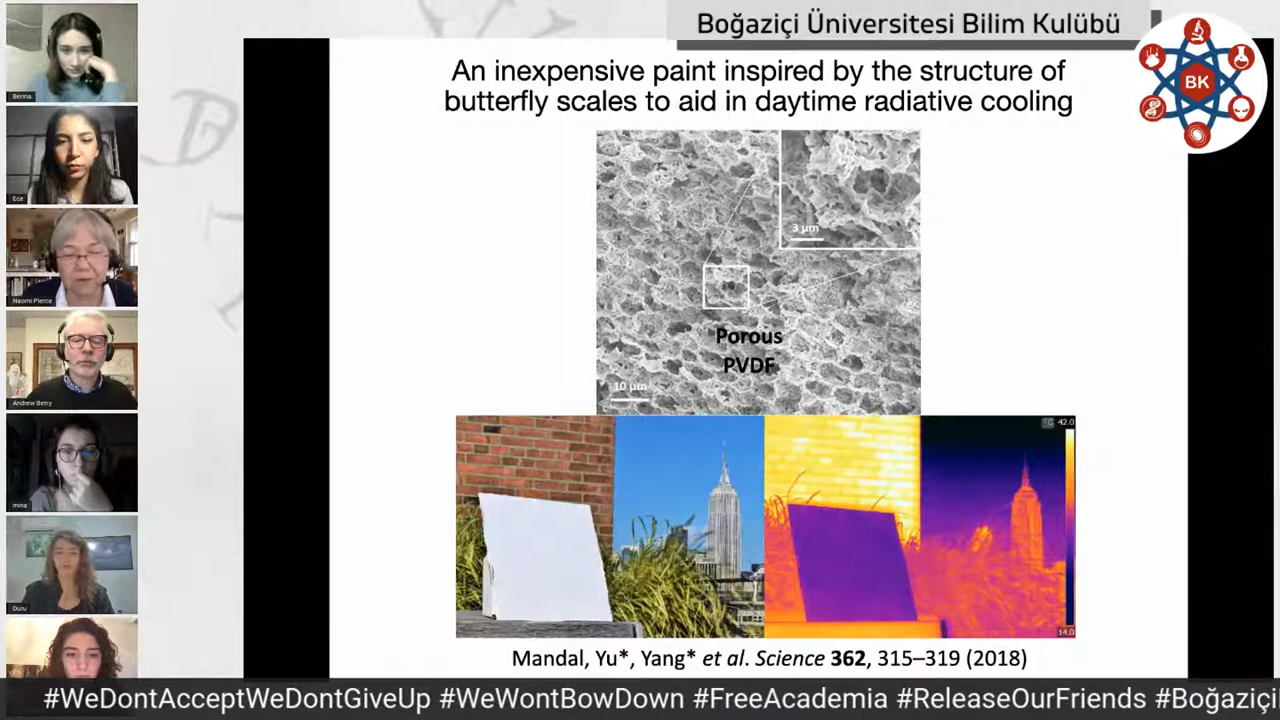 Boğaziçi Üniversitesi Bilim Kulübü
BK
An inexpensive paint inspired by the structure of
butterfly scales to aid in daytime radiative cooling
3 µm
Porous
PVDF
10 µm
°C 42.0
14.0
Mandal, Yu*, Yang* et al. Science 362, 315–319 (2018)
Berina
Ece
Naomi Pierce
Andrew Berry
mina
Duru
#WeDontAcceptWeDontGiveUp #WeWontBowDown #FreeAcademia #ReleaseOurFriends #Boğaziçi